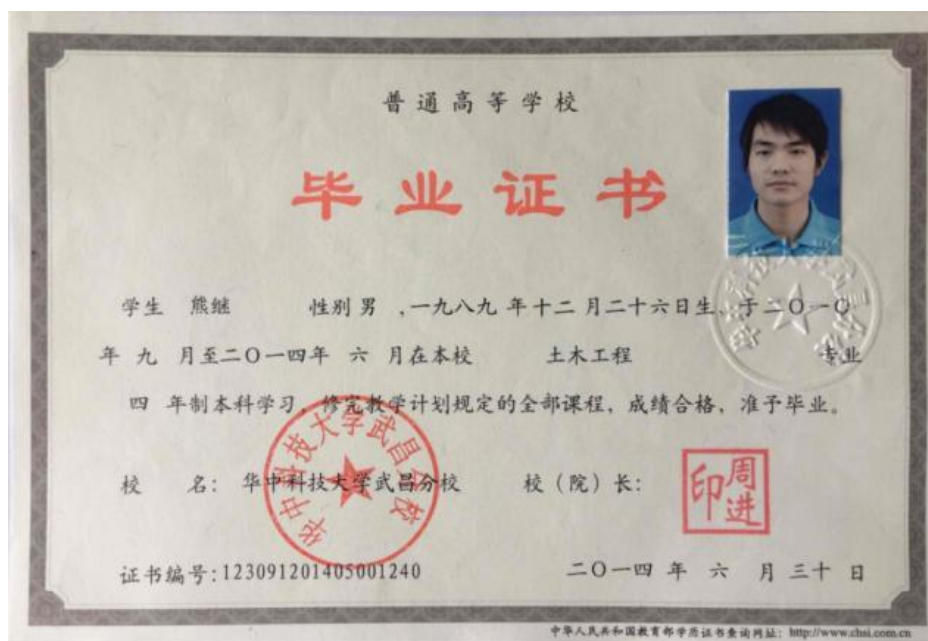 普通高等学校
毕业证书
学生 熊继 性别 男 ,一九八九 年 十二 月 二十六日生、于二〇一〇
年 九 月至二〇一四年 六 月在本校 土木工程 专业
四 年制本科学习，修完教学计划规定的全部课程，成绩合格，准予毕业。
校 名: 华中科技大学武昌分校 校（院）长:
华中科技大学武昌分校
周进印
证书编号:123091201405001240 二〇一四 年 六 月 三十 日
中华人民共和国教育部学历证书查询网址: http://www.chsi.com.cn